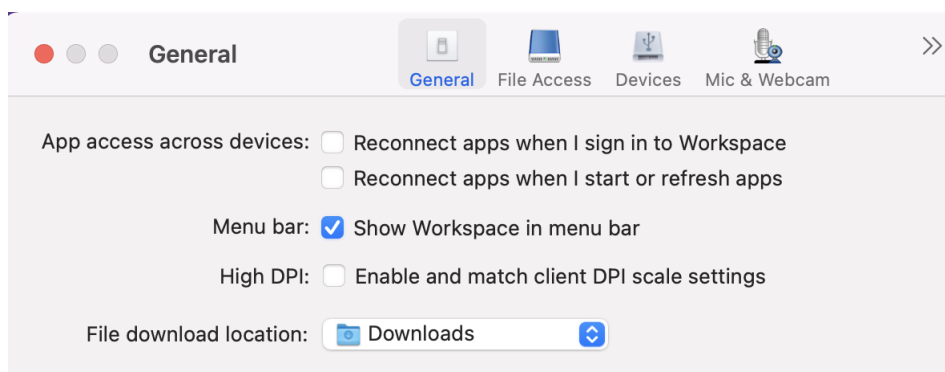 General
General File Access Devices Mic & Webcam
App access across devices: Reconnect apps when I sign in to Workspace
Reconnect apps when I start or refresh apps
Menu bar: Show Workspace in menu bar
High DPI: Enable and match client DPI scale settings
File download location: Downloads